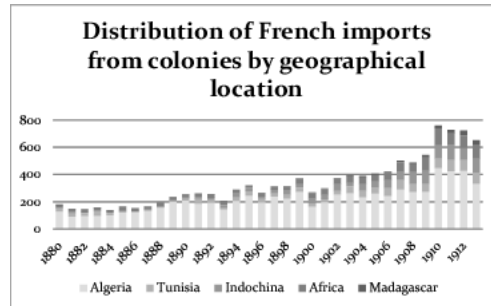 Distribution of French imports
from colonies by geographical
location
800
600
400
200
0
1880 1882 1884 1886 1888 1890 1892 1894 1896 1898 1900 1902 1904 1906 1908 1910 1912
Algeria Tunisia Indochina Africa Madagascar